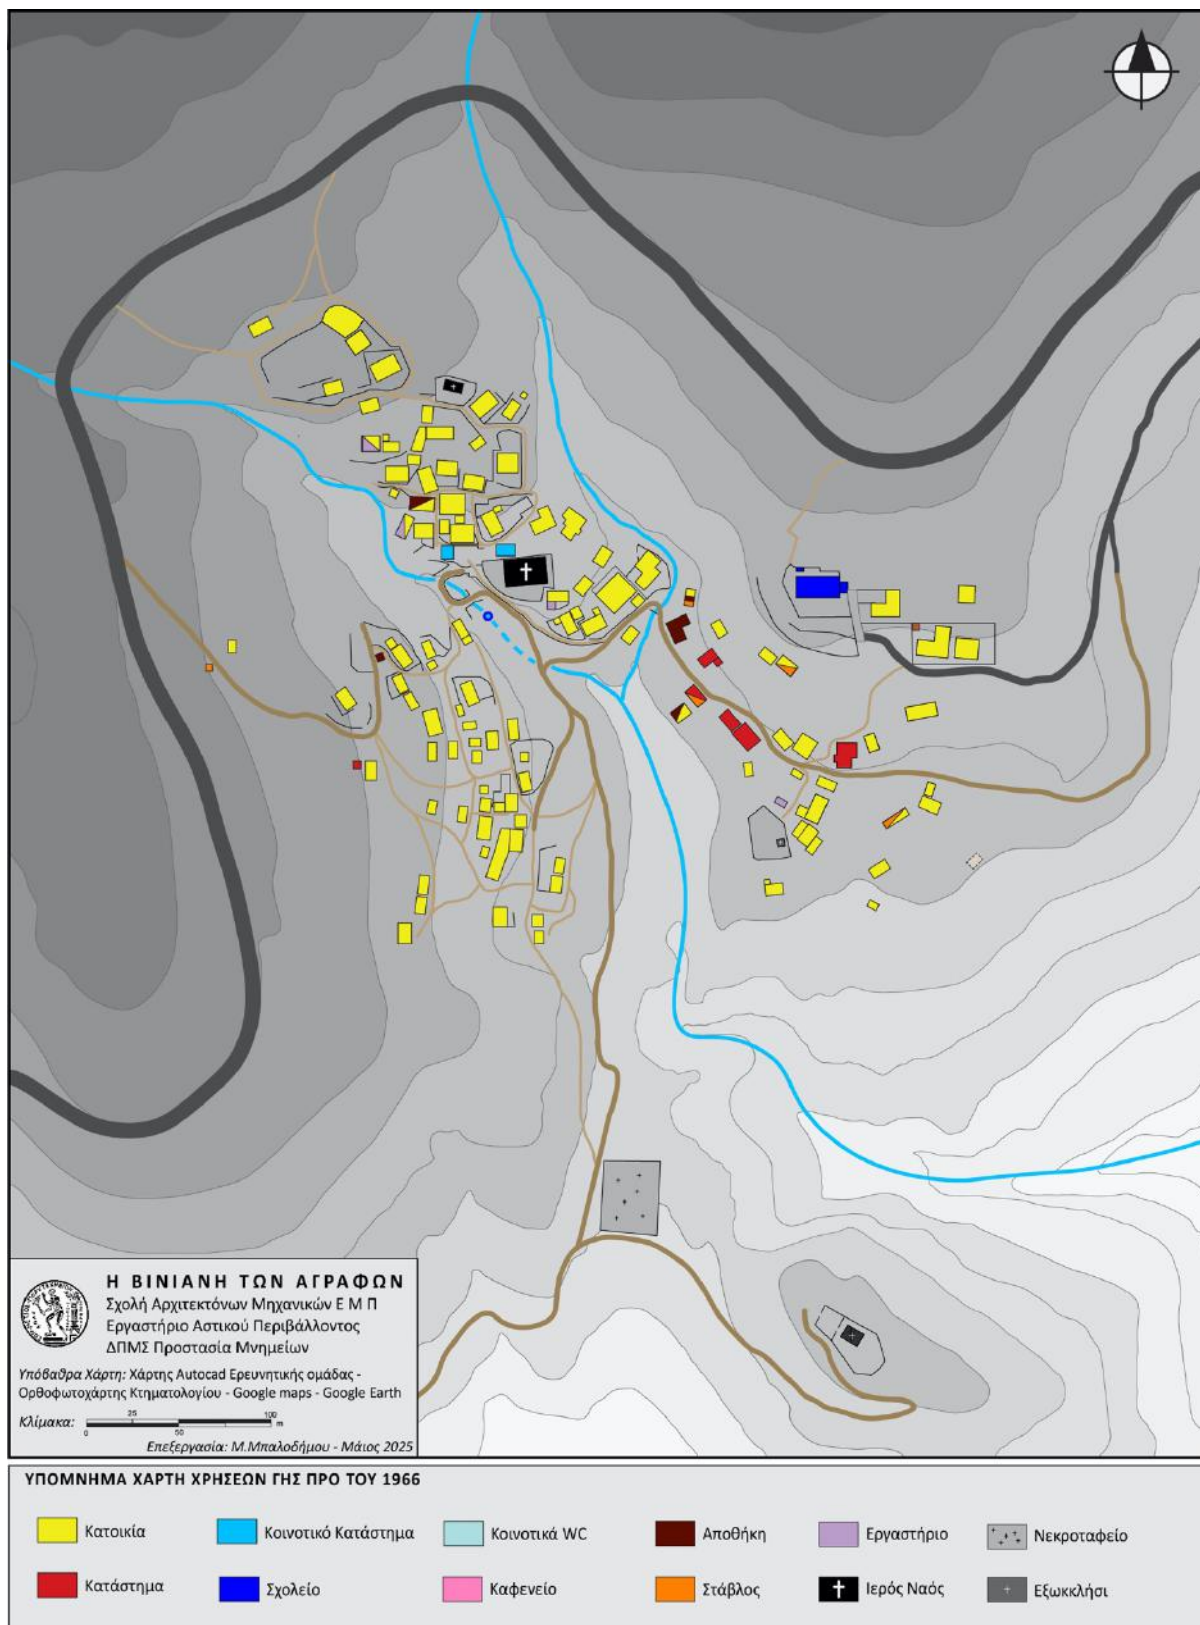 Η ΒΙΝΙΑΝΗ ΤΩΝ ΑΓΡΑΦΩΝ
Σχολή Αρχιτεκτόνων Μηχανικών Ε Μ Π
Εργαστήριο Αστικού Περιβάλλοντος
ΔΠΜΣ Προστασία Μνημείων
Υπόβαθρα Χάρτη: Χάρτης Autocad Ερευνητικής ομάδας -
Ορθοφωτοχάρτης Κτηματολογίου - Google maps - Google Earth
Κλίμακα:
25 100
0 50 m
Επεξεργασία: Μ.Μπαλοδήμου - Μάιος 2025
ΥΠΟΜΝΗΜΑ ΧΑΡΤΗ ΧΡΗΣΕΩΝ ΓΗΣ ΠΡΟ ΤΟΥ 1966
Κατοικία Κοινοτικό Κατάστημα Κοινοτικά WC Αποθήκη Εργαστήριο Νεκροταφείο
Κατάστημα Σχολείο Καφενείο Στάβλος Ιερός Ναός Εξωκκλήσι